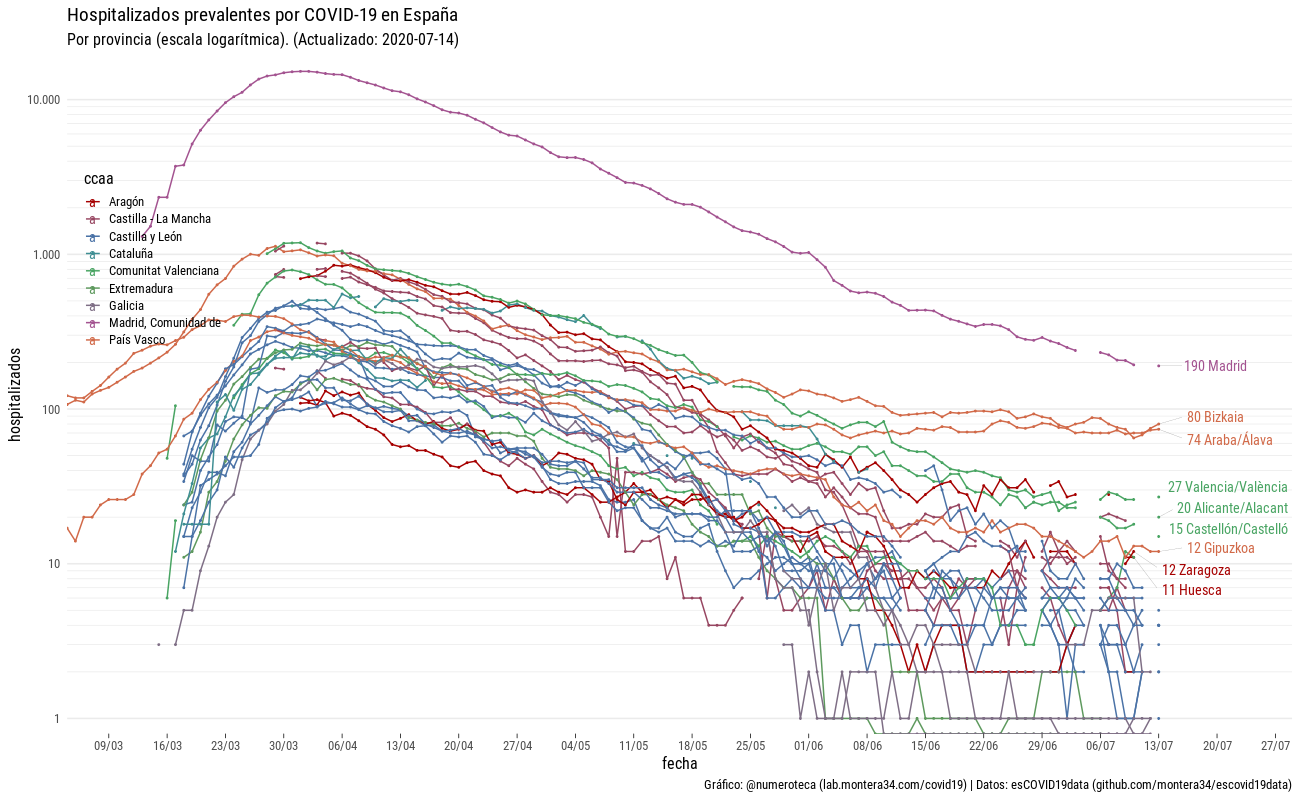 Hospitalizados prevalentes por COVID-19 en España
Por provincia (escala logarítmica). (Actualizado: 2020-07-14)
10.000
1.000
100
10
1
hospitalizados
ccaa
Aragón
Castilla - La Mancha
Castilla y León
Cataluña
Comunitat Valenciana
Extremadura
Galicia
Madrid, Comunidad de
País Vasco
190 Madrid
80 Bizkaia
74 Araba/Álava
27 Valencia/València
20 Alicante/Alacant
15 Castellón/Castelló
12 Gipuzkoa
12 Zaragoza
11 Huesca
09/03 16/03 23/03 30/03 06/04 13/04 20/04 27/04 04/05 11/05 18/05 25/05 01/06 08/06 15/06 22/06 29/06 06/07 13/07 20/07 27/07
fecha
Gráfico: @numeroteca (lab.montera34.com/covid19) | Datos: esCOVID19data (github.com/montera34/escovid19data)